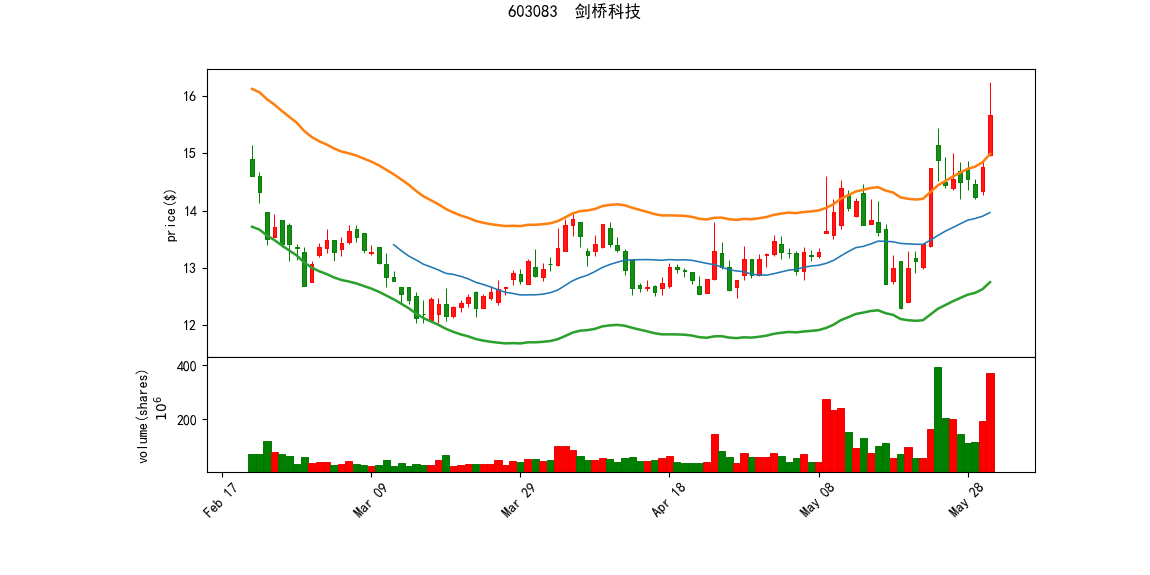 603083 剑桥科技
price($)
16
15
14
13
12
volume(shares)
10^6
400
200
Feb 17
Mar 09
Mar 29
Apr 18
May 08
May 28